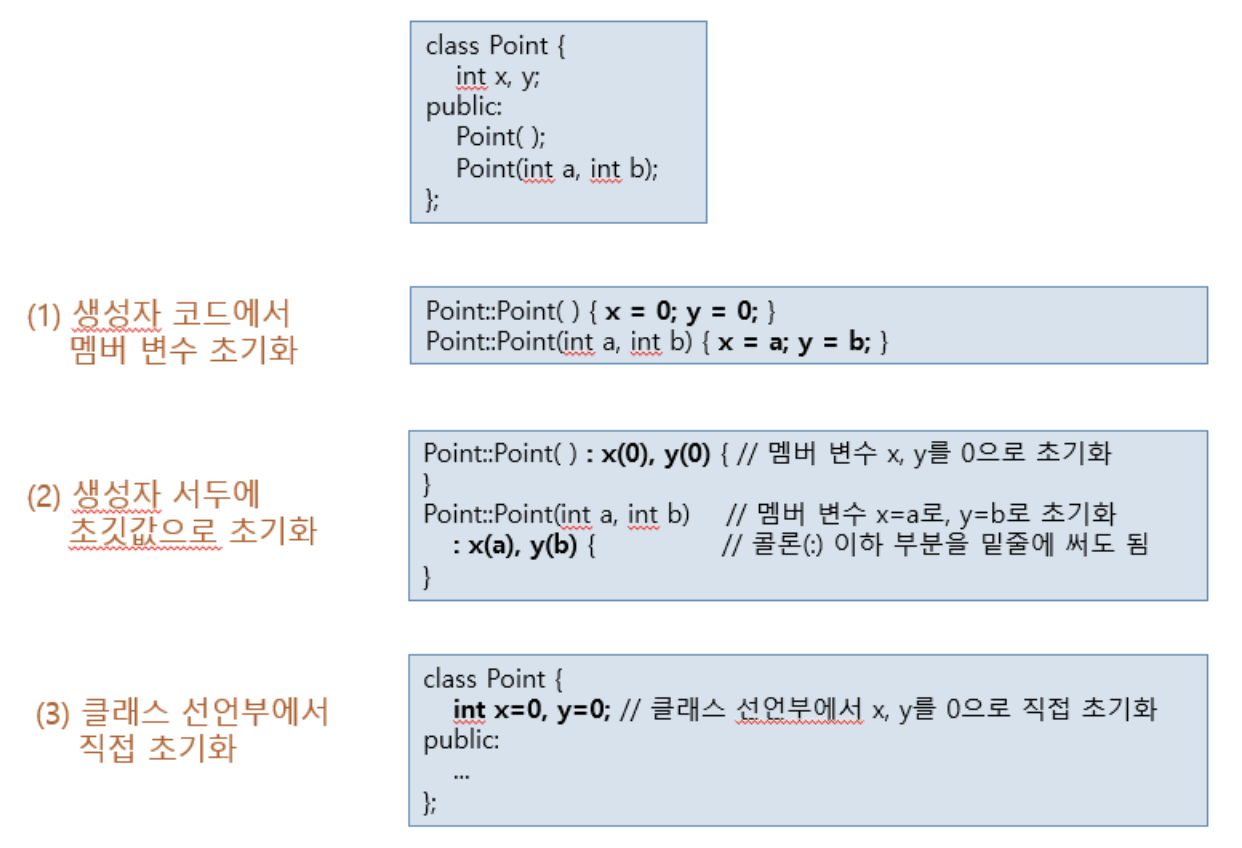 class Point {
int x, y;
public:
Point( );
Point(int a, int b);
};
(1) 생성자 코드에서
멤버 변수 초기화
Point::Point( ) { x = 0; y = 0; }
Point::Point(int a, int b) { x = a; y = b; }
(2) 생성자 서두에
초깃값으로 초기화
Point::Point( ) : x(0), y(0) { // 멤버 변수 x, y를 0으로 초기화
}
Point::Point(int a, int b) // 멤버 변수 x=a로, y=b로 초기화
: x(a), y(b) { // 콜론(:) 이하 부분을 밑줄에 써도 됨
}
(3) 클래스 선언부에서
직접 초기화
class Point {
int x=0, y=0; // 클래스 선언부에서 x, y를 0으로 직접 초기화
public:
...
};